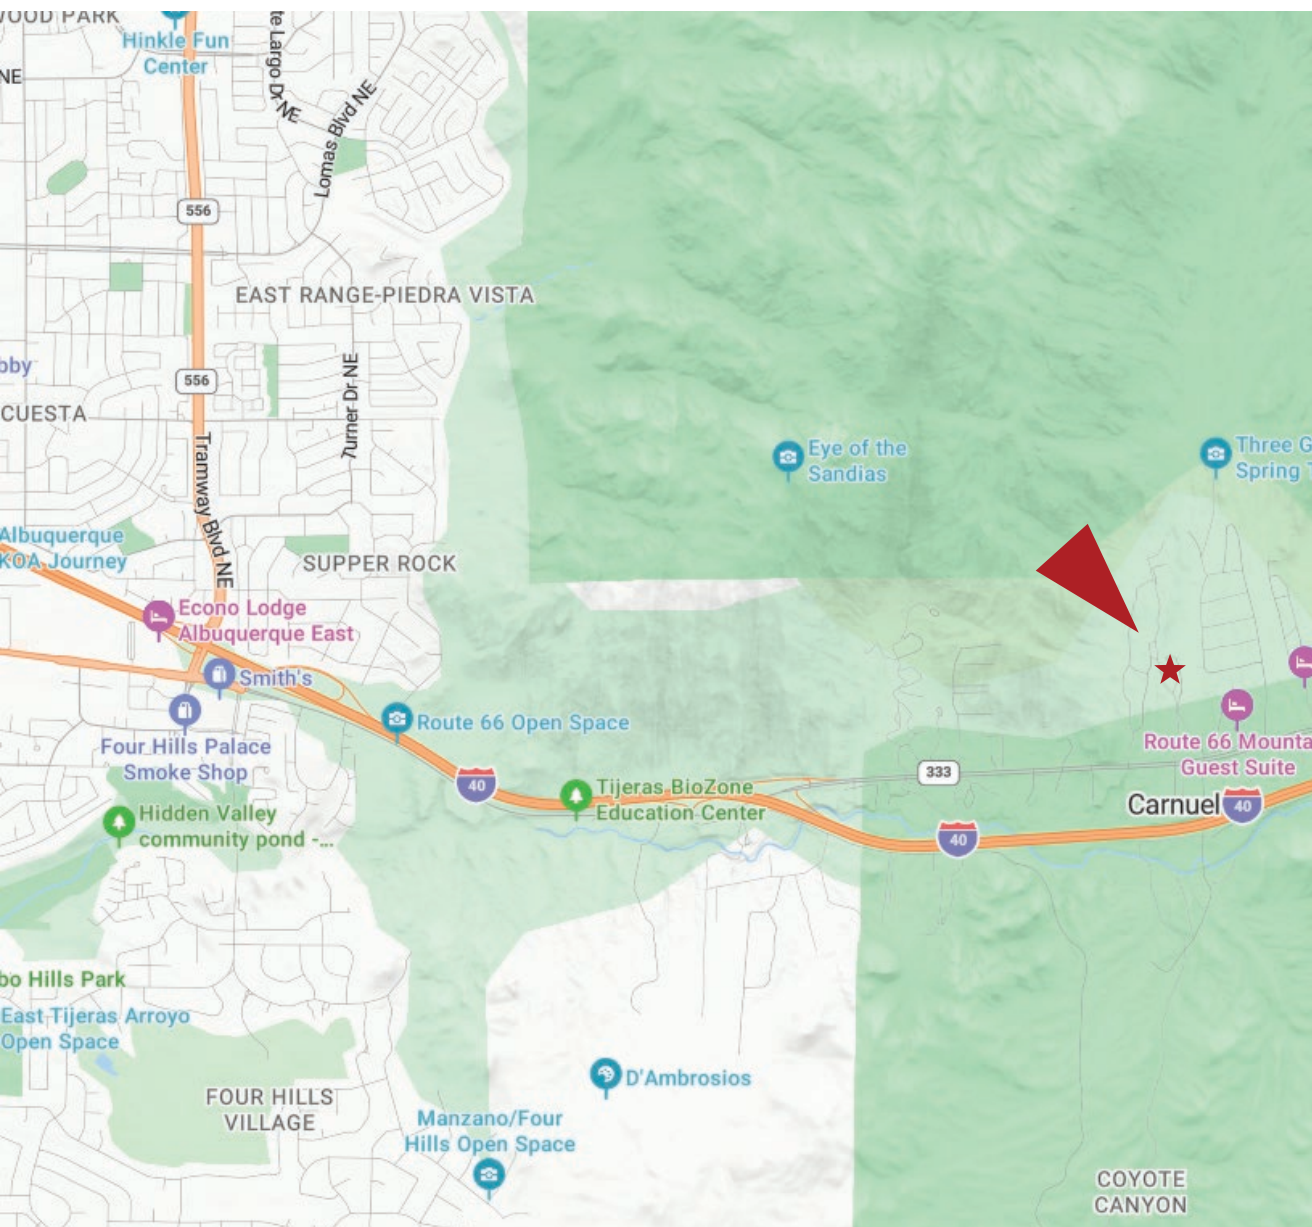 WOOD PARK
Hinkle Fun
Center
te Largo Dr NE
Lomas Blvd NE
NE
556
EAST RANGE-PIEDRA VISTA
bby
556
CUESTA
Turner Dr NE
Tramway Blvd NE
Eye of the
Sandias
Three G
Spring T
Albuquerque
KOA Journey
SUPPER ROCK
Econo Lodge
Albuquerque East
Smith's
Route 66 Open Space
Four Hills Palace
Smoke Shop
40
Tijeras BioZone
Education Center
333
Route 66 Mounta
Guest Suite
Carnuel
40
40
Hidden Valley
community pond -...
bo Hills Park
East Tijeras Arroyo
Open Space
FOUR HILLS
VILLAGE
D'Ambrosios
Manzano/Four
Hills Open Space
COYOTE
CANYON